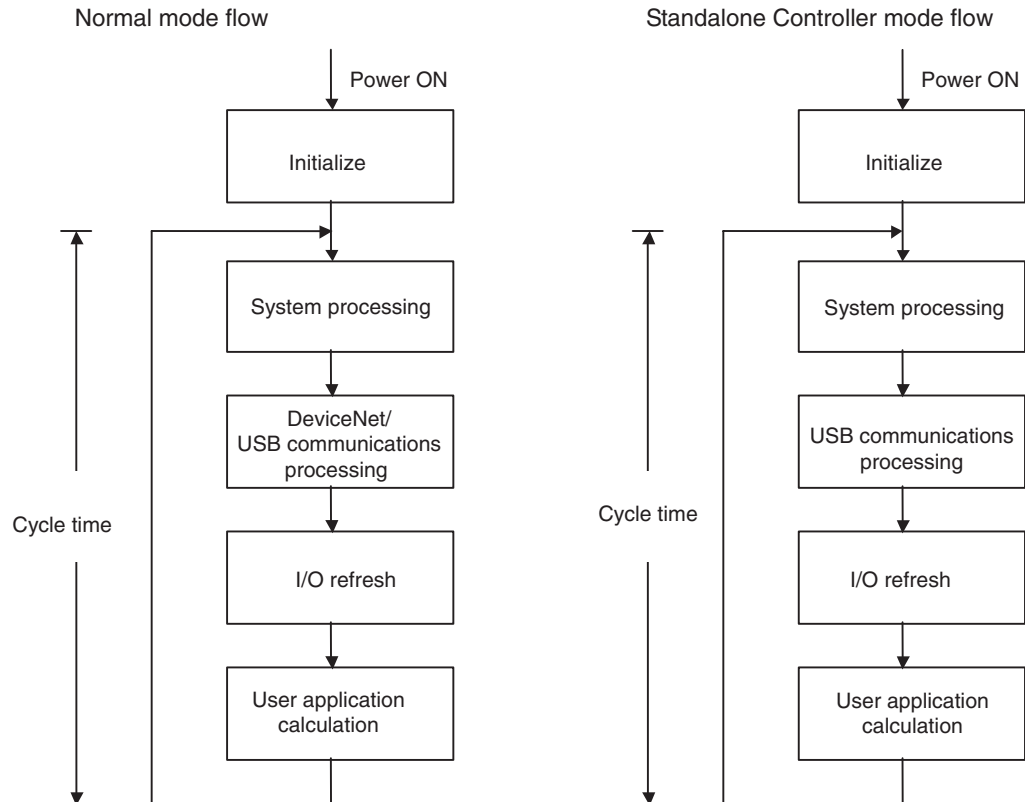 Normal mode flow
Power ON
Initialize
System processing
DeviceNet/
USB communications
processing
Cycle time
I/O refresh
User application
calculation
Standalone Controller mode flow
Power ON
Initialize
System processing
USB communications
processing
Cycle time
I/O refresh
User application
calculation